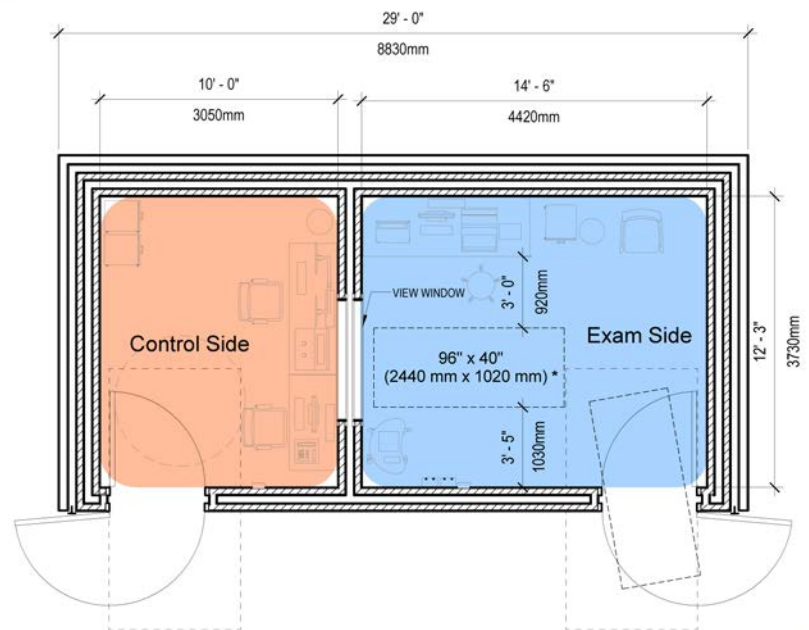 29' - 0"
8830mm
10' - 0"
3050mm
14' - 6"
4420mm
VIEW WINDOW
3' - 0"
920mm
Control Side
Exam Side
96" x 40"
(2440 mm x 1020 mm) *
12' - 3"
3730mm
3' - 5"
1030mm